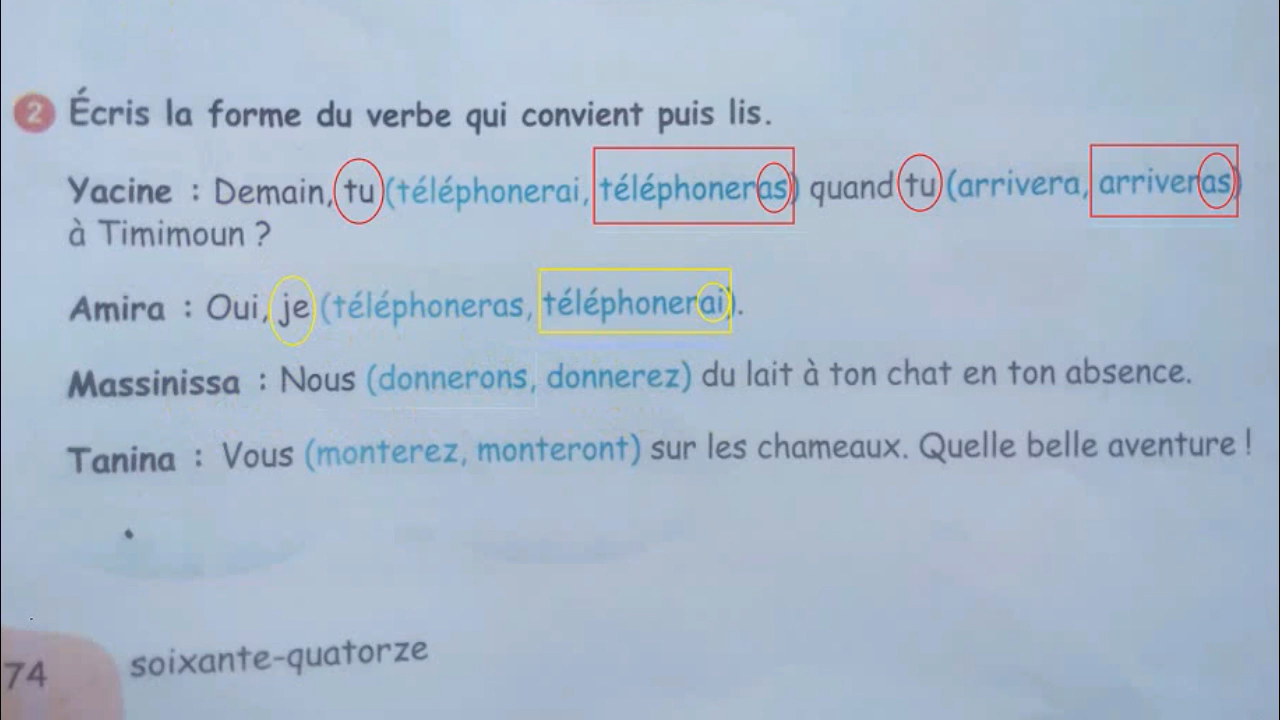 2 Écris la forme du verbe qui convient puis lis.
Yacine : Demain, tu (téléphonerai, téléphoneras) quand tu (arrivera, arriveras)
à Timimoun ?
Amira : Oui, je (téléphoneras, téléphonerai).
Massinissa : Nous (donnerons, donnerez) du lait à ton chat en ton absence.
Tanina : Vous (monterez, monteront) sur les chameaux. Quelle belle aventure !
74 soixante-quatorze